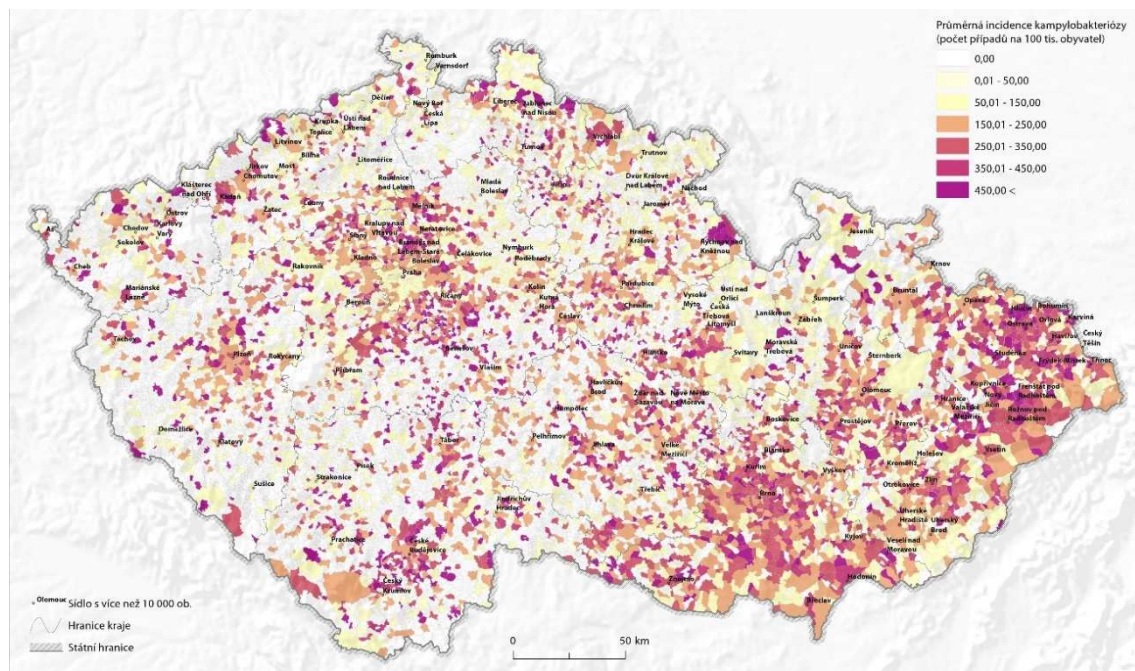 Průměrná incidence kampylobakteriózy
(počet případů na 100 tis. obyvatel)
0,00
0,01 - 50,00
50,01 - 150,00
150,01 - 250,00
250,01 - 350,00
350,01 - 450,00
450,00 <
Rumburk
Varnsdorf
Děčín
Nový Bor
Česká
Lípa
Liberec
Jablonec
nad Nisou
Krupka
Teplice
Ústí nad
Labem
Litvínov
Bílina
Most
Jirkov
Chomutov
Litoměřice
Turnov
Vrchlabí
Trutnov
Klášterec
nad Ohří
Kadaň
Roudnice
nad Labem
Mladá
Boleslav
Jičín
Dvůr Králové
nad Labem
Náchod
Ostrov
Karlovy
Vary
Chodov
Sokolov
Aš
Cheb
Žatec
Louny
Mělník
Jaroměř
Kralupy nad
Vltavou
Neratovice
Slaný
Brandýs nad
Labem-Stará
Boleslav
Čelákovice
Nymburk
Poděbrady
Hradec
Králové
Rychnov nad
Kněžnou
Jeseník
Krnov
Mariánské
Lázně
Rakovník
Kladno
Praha
Říčany
Kolín
Kutná
Hora
Pardubice
Chrudim
Vysoké
Mýto
Ústí nad
Orlicí
Česká
Třebová
Litomyšl
Lanškroun
Šumperk
Zábřeh
Bruntál
Opava
Hlučín
Bohumín
Orlová
Karviná
Ostrava
Havířov
Český
Těšín
Tachov
Beroun
Čáslav
Plzeň
Rokycany
Příbram
Benešov
Vlašim
Hlinsko
Svitavy
Moravská
Třebová
Uničov
Šternberk
Studénka
Frýdek-Místek
Třinec
Olomouc
Kopřivnice
Nový
Jičín
Frenštát pod
Radhoštěm
Hranice
Valašské
Meziříčí
Rožnov pod
Radhoštěm
Havlíčkův
Brod
Žďár nad
Sázavou
Nové Město
na Moravě
Humpolec
Pelhřimov
Jihlava
Velké
Meziříčí
Boskovice
Blansko
Prostějov
Přerov
Vsetín
Domažlice
Klatovy
Tábor
Písek
Strakonice
Sušice
Kuřim
Brno
Vyškov
Kroměříž
Holešov
Otrokovice
Zlín
Jindřichův
Hradec
Třebíč
Uherské
Hradiště
Uherský
Brod
Prachatice
České
Budějovice
Český
Krumlov
Kyjov
Veselí nad
Moravou
Hodonín
Znojmo
Břeclav
Olomouc Sídlo s více než 10 000 ob.
Hranice kraje
Státní hranice
0 50 km